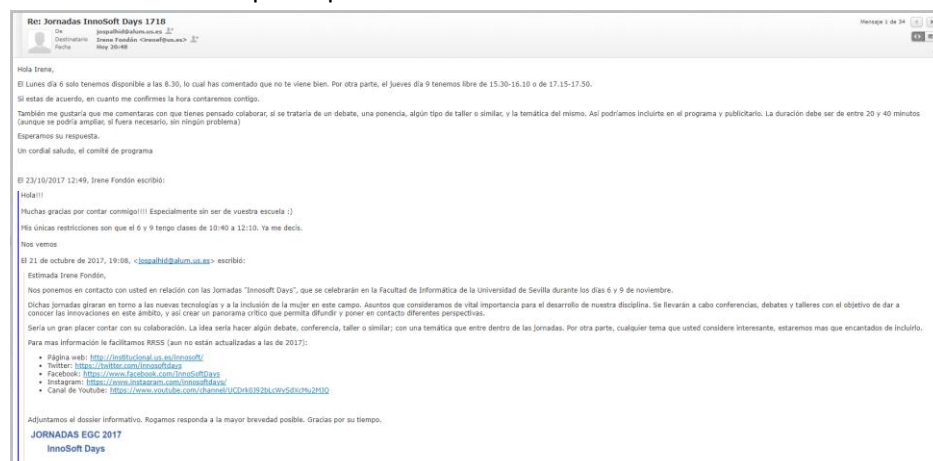 Re: Jornadas InnoSoft Days 1718
Mensaje 1 de 34
De jospalhid@alum.us.es
Destinatario Irene Fondón <irenef@us.es>
Fecha Hoy 20:48
Hola Irene,
El Lunes día 6 solo tenemos disponible a las 8.30, lo cual has comentado que no te viene bien. Por otra parte, el jueves día 9 tenemos libre de 15.30-16.10 o de 17.15-17.50.
Si estas de acuerdo, en cuanto me confirmes la hora contaremos contigo.
También me gustaría que me comentaras con que tienes pensado colaborar, si se trataría de un debate, una ponencia, algún tipo de taller o similar, y la temática del mismo. Así podríamos incluirte en el programa y publicitarlo. La duración debe ser de entre 20 y 40 minutos
(aunque se podría ampliar, si fuera necesario, sin ningún problema)
Esperamos su respuesta.
Un cordial saludo, el comité de programa
El 23/10/2017 12:49, Irene Fondón escribió:
Hola!!!
Muchas gracias por contar conmigo!!!! Especialmente sin ser de vuestra escuela :)
Mis únicas restricciones son que el 6 y 9 tengo clases de 10:40 a 12:10. Ya me decis.
Nos vemos
El 21 de octubre de 2017, 19:08, <jospalhid@alum.us.es> escribió:
Estimada Irene Fondón,
Nos ponemos en contacto con usted en relación con las Jornadas "Innosoft Days", que se celebrarán en la Facultad de Informática de la Universidad de Sevilla durante los días 6 y 9 de noviembre.
Dichas jornadas giraran en torno a las nuevas tecnologías y a la inclusión de la mujer en este campo. Asuntos que consideramos de vital importancia para el desarrollo de nuestra disciplina. Se llevarán a cabo conferencias, debates y talleres con el objetivo de dar a
conocer las innovaciones en este ámbito, y así crear un panorama crítico que permita difundir y poner en contacto diferentes perspectivas.
Sería un gran placer contar con su colaboración. La idea sería hacer algún debate, conferencia, taller o similar; con una temática que entre dentro de las jornadas. Por otra parte, cualquier tema que usted considere interesante, estaremos mas que encantados de incluirlo.
Para mas información le facilitamos RRSS (aun no están actualizadas a las de 2017):
• Página web: http://institucional.us.es/innosoft/
• Twitter: https://twitter.com/innosoftdays
• Facebook: https://www.facebook.com/InnoSoftDays
• Instagram: https://www.instagram.com/innosoftdays/
• Canal de Youtube:
Adjuntamos el dossier informativo. Rogamos responda a la mayor brevedad posible. Gracias por su tiempo.
JORNADAS EGC 2017
InnoSoft Days